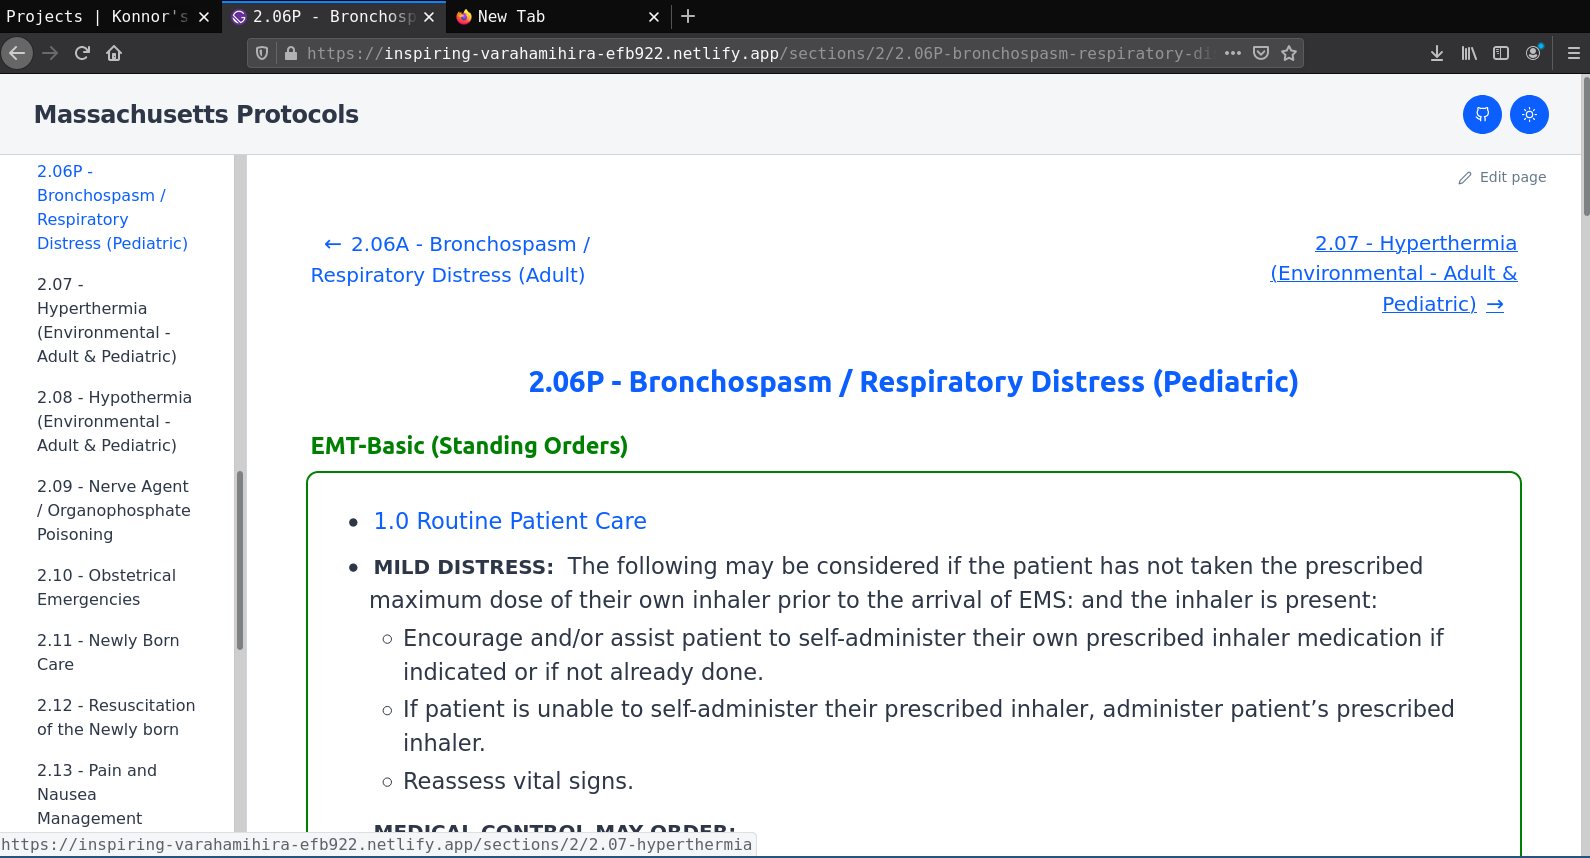 Projects | Konnor's
2.06P - Bronchosp
New Tab
https://inspiring-varahamihira-efb922.netlify.app/sections/2/2.06P-bronchospasm-respiratory-di
Massachusetts Protocols
2.06P -
Bronchospasm /
Respiratory
Distress (Pediatric)
2.07 -
Hyperthermia
(Environmental -
Adult & Pediatric)
2.08 - Hypothermia
(Environmental -
Adult & Pediatric)
2.09 - Nerve Agent
/ Organophosphate
Poisoning
2.10 - Obstetrical
Emergencies
2.11 - Newly Born
Care
2.12 - Resuscitation
of the Newly born
2.13 - Pain and
Nausea
Management
Edit page
← 2.06A - Bronchospasm /
Respiratory Distress (Adult)
2.07 - Hyperthermia
(Environmental - Adult &
Pediatric) →
2.06P - Bronchospasm / Respiratory Distress (Pediatric)
EMT-Basic (Standing Orders)
• 1.0 Routine Patient Care
• MILD DISTRESS: The following may be considered if the patient has not taken the prescribed
maximum dose of their own inhaler prior to the arrival of EMS: and the inhaler is present:
◦ Encourage and/or assist patient to self-administer their own prescribed inhaler medication if
indicated or if not already done.
◦ If patient is unable to self-administer their prescribed inhaler, administer patient’s prescribed
inhaler.
◦ Reassess vital signs.
MEDICAL CONTROL MAY ORDER:
https://inspiring-varahamihira-efb922.netlify.app/sections/2/2.07-hyperthermia